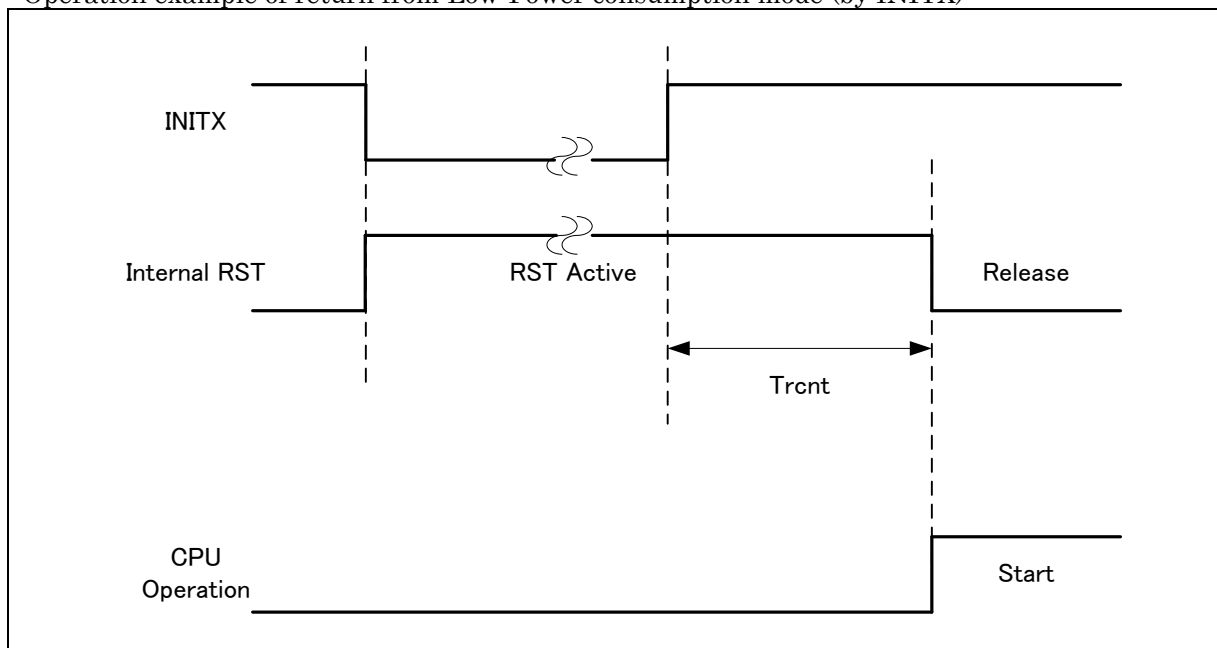 Operation example of return from Low-Power consumption mode (by INITX)
INITX
Internal RST
RST Active
Release
Trcnt
CPU
Operation
Start